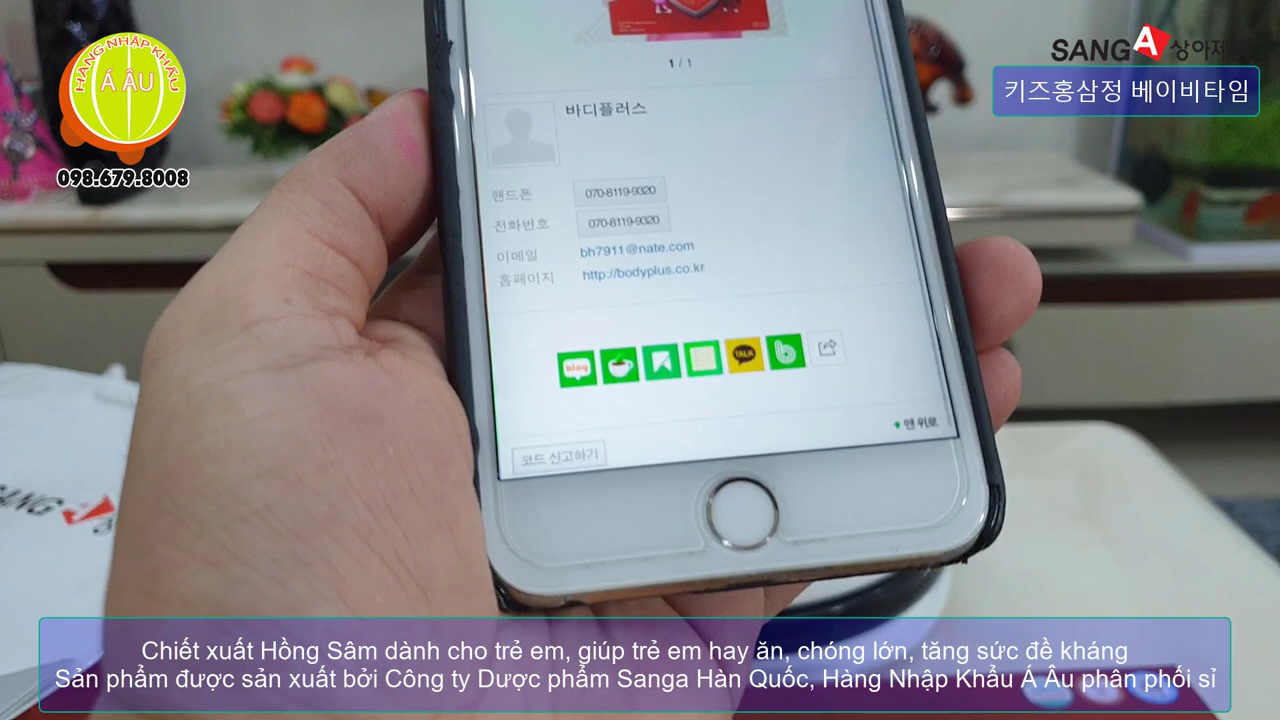 HÀNG NHẬP KHẨU
Á ÂU
098.679.8008
SANGA 상아제
키즈홍삼정 베이비타임
1 / 1
바디플러스
핸드폰 070-8119-9320
전화번호 070-8119-9320
이메일 bh7911@nate.com
홈페이지 http://bodyplus.co.kr
blog
TALK
b
맨 위로
코드 신고하기
SANG
Chiết xuất Hồng Sâm dành cho trẻ em, giúp trẻ em hay ăn, chóng lớn, tăng sức đề kháng
Sản phẩm được sản xuất bởi Công ty Dược phẩm Sanga Hàn Quốc, Hàng Nhập Khẩu Á Âu phân phối sỉ